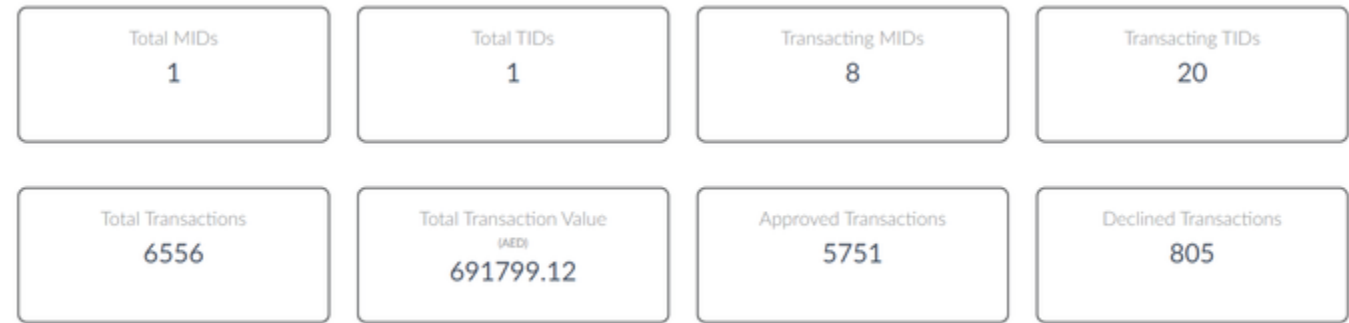 Total MIDs
1
Total TIDs
1
Transacting MIDs
8
Transacting TIDs
20
Total Transactions
6556
Total Transaction Value
(AED)
691799.12
Approved Transactions
5751
Declined Transactions
805